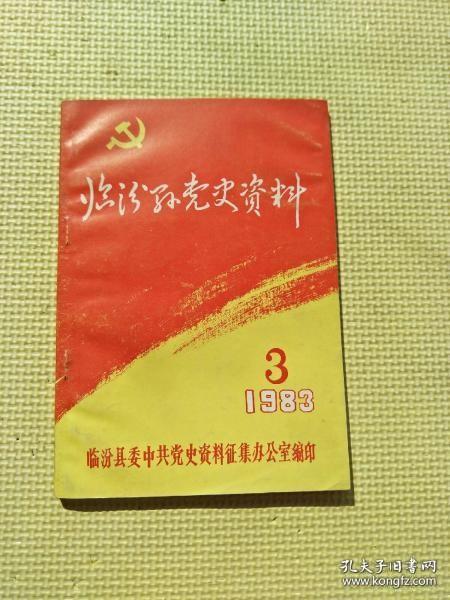 临汾县党史资料
3
1983
临汾县委中共党史资料征集办公室编印
孔夫子旧书网
www.kongfz.com